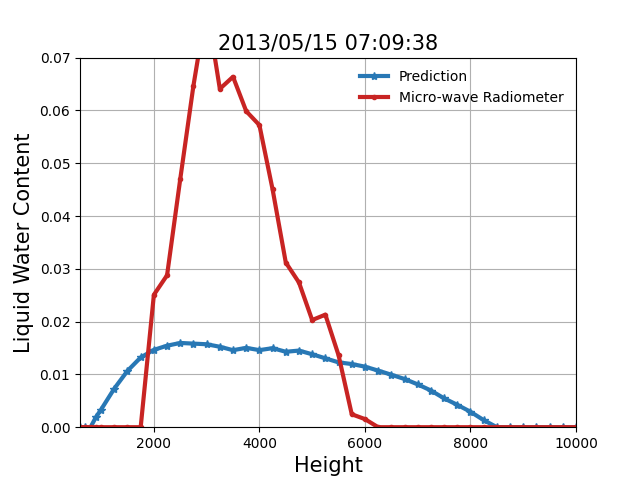 2013/05/15 07:09:38
Prediction
Micro-wave Radiometer
Liquid Water Content
0.07
0.06
0.05
0.04
0.03
0.02
0.01
0.00
2000 4000 6000 8000 10000
Height